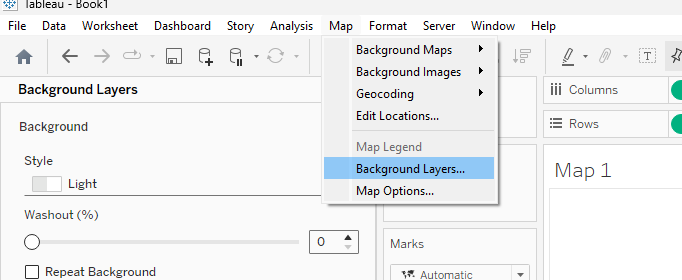 Tableau - Book1
File Data Worksheet Dashboard Story Analysis Map Format Server Window Help
Background Maps
Background Images
Geocoding
Edit Locations...
Map Legend
Background Layers...
Map Options...
Background Layers
Background
Style
Light
Washout (%)
0
Repeat Background
Columns
Rows
Map 1
Marks
Automatic
T